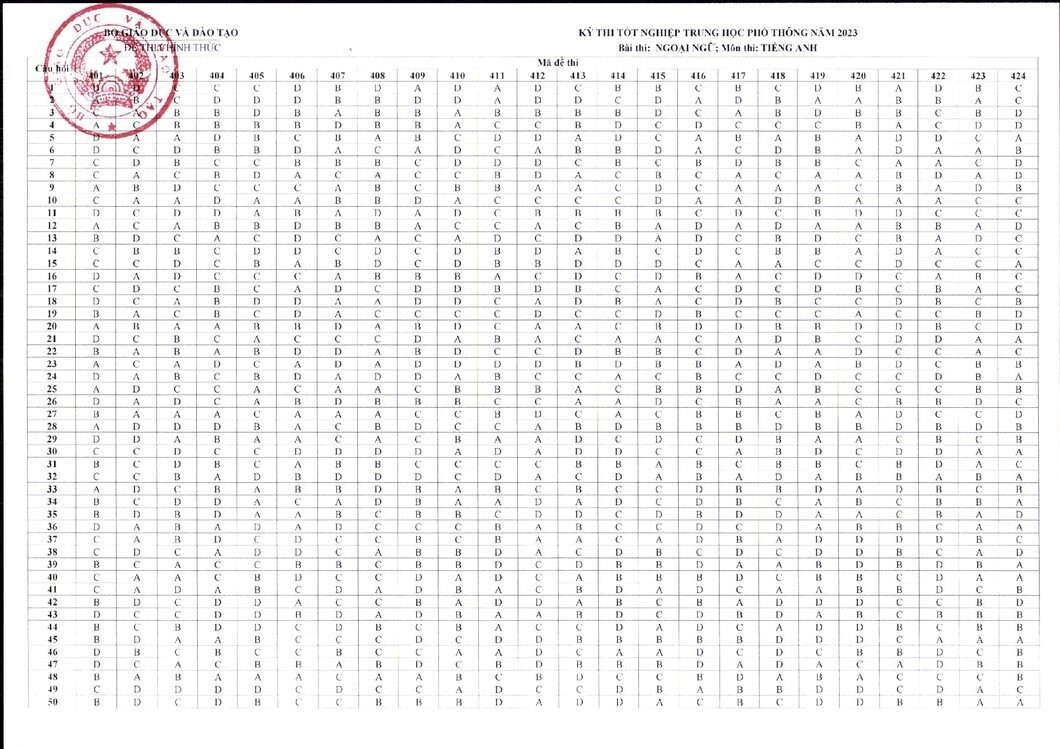 BỘ GIÁO DỤC VÀ ĐÀO TẠO KỲ THI TỐT NGHIỆP TRUNG HỌC PHỔ THÔNG NĂM 2023
ĐỀ THI CHÍNH THỨC Bài thi: NGOẠI NGỮ; Môn thi: TIẾNG ANH
Câu hỏi Mã đề thi
401 402 403 404 405 406 407 408 409 410 411 412 413 414 415 416 417 418 419 420 421 422 423 424
1 D D C C C D B D A D A D C B B C B C D B A D B C
2 A B C D D D B B D D A D D C D A D B A A B B A C
3 C A B B D B A B B A B B B B D C A B D B B C B D
4 A C B B B B D B B A C C B D C D C C C B A C D D
5 D A A D B C B A B C D D A D C A B A B A D D C A
6 D C D B B D A C A D C A B B D A C D B A D A A B
7 C D B C C B B B C D D D C B C B D B B C A A C D
8 C A C B D A C A C C B D A C B C A C A A B D A D
9 A B D C C C A B C B B A A C D C A A A C B A D B
10 C A A D A A B B D A C C C C D A A D B A A A C C
11 D C D D A B A D A D C B B B B C D C B D D C C C
12 A C A B B D B B A C C A C B A D A D A A B B A D
13 B D C A C D C A C A D C D D A D C B D C B A D C
14 C B B C D D C D C D B D A B C D C B B A D A C C
15 C C D C B A B D C D B B D D D C A A C C D C C A
16 D A D C C C A B B B A C D C D B A C D D C A B C
17 D C D B C A D C D D B D B C A C D C D B C B A C
18 D C A B D D A A D D C A D B A C D B C C D B C B
19 B A C B C D A C C C C D C C D B C C C A C C B D
20 A B A A B B D A B D C A A C B D D B B D D B C D
21 D C B C A C C C D A B A C A A C A D B C D D A A
22 B A B A B D D A B D C C D B B C D A A D C C A C
23 A C A D C A D A D D D D B D B B A D A B D C B B
24 D A B C B D A D D A B C C A C B C C D C C D B A
25 A D C C A C A A C B B B A C B B D A B C C C B B
26 D A D C A B D B B B C C A A D C B A A C B B D C
27 B A A A C A A A C C B D C A C B B C B A D C C D
28 A D D D B A C B D C C A B D B B B D B B D B D B
29 D D A B A A C A C B A A D C D C D B A A C B C B
30 C C D C C D D D D A D A D D C C A B D C D D A A
31 B C D B C A B B C C C C B B A B C B B C B D A C
32 C C B A D B D D D C D A C D A B A D A B B A B A
33 A D C B A B B D B A B C B C C D B B D A D B C B
34 B C D D A C A D B A A D A D C D B C A B C B B A
35 B D B D A A B C B B C D D C D B D D A A C B A D
36 D A B A D A D C C C B A B C C D C D A B B C A A
37 C A B D C D C C B C B A A C A D B A D D D D B C
38 C D C A D D C A B B D A C D B C D C D D B C A D
39 B C A C C B B C B B D D C B B D A A B D B D B A
40 C A A C B D C C D A D C A B B B D C B B C D A A
41 C A D A B C D A D B A C B D A D C A A B B D C B
42 B D C D D A C C B A D D A B C B A D D D C C B D
43 D C C D D B D A D B A A B D C D B D A B C B B B
44 B C B D D C D B C B A C C D A D C A D D B C B B
45 B D A A B C C C D C D D B B B B B D D D C A A A
46 D B C B C C B C C A A D C A A D C D C B B D C B
47 D C A C B B A B D C B D B B B D A D A C A D B B
48 B A B A A A C A A B C B D C C B D A B A C C C B
49 C D D D D C D C C A D C C D B A B B D D C D A C
50 B D C D B C C B B B D A D D A C B C D D B B A A